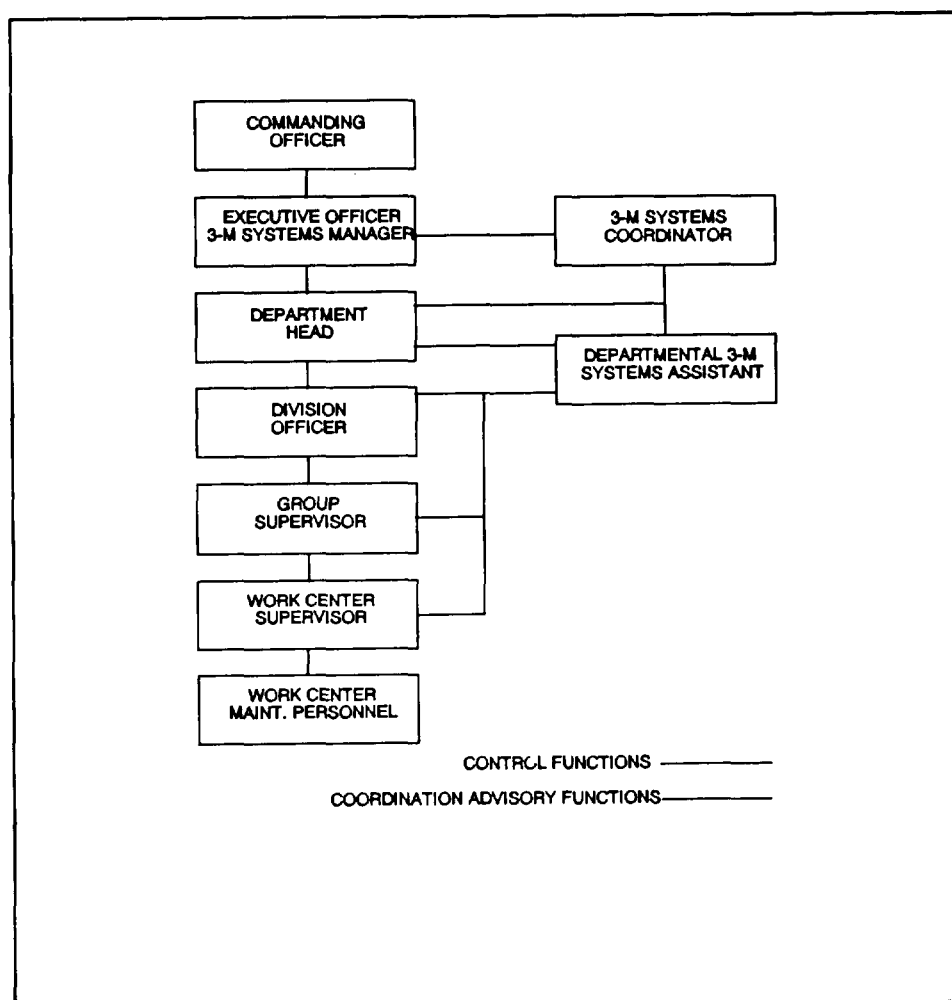 COMMANDING
OFFICER
EXECUTIVE OFFICER
3-M SYSTEMS MANAGER
3-M SYSTEMS
COORDINATOR
DEPARTMENT
HEAD
DEPARTMENTAL 3-M
SYSTEMS ASSISTANT
DIVISION
OFFICER
GROUP
SUPERVISOR
WORK CENTER
SUPERVISOR
WORK CENTER
MAINT. PERSONNEL
CONTROL FUNCTIONS
COORDINATION ADVISORY FUNCTIONS